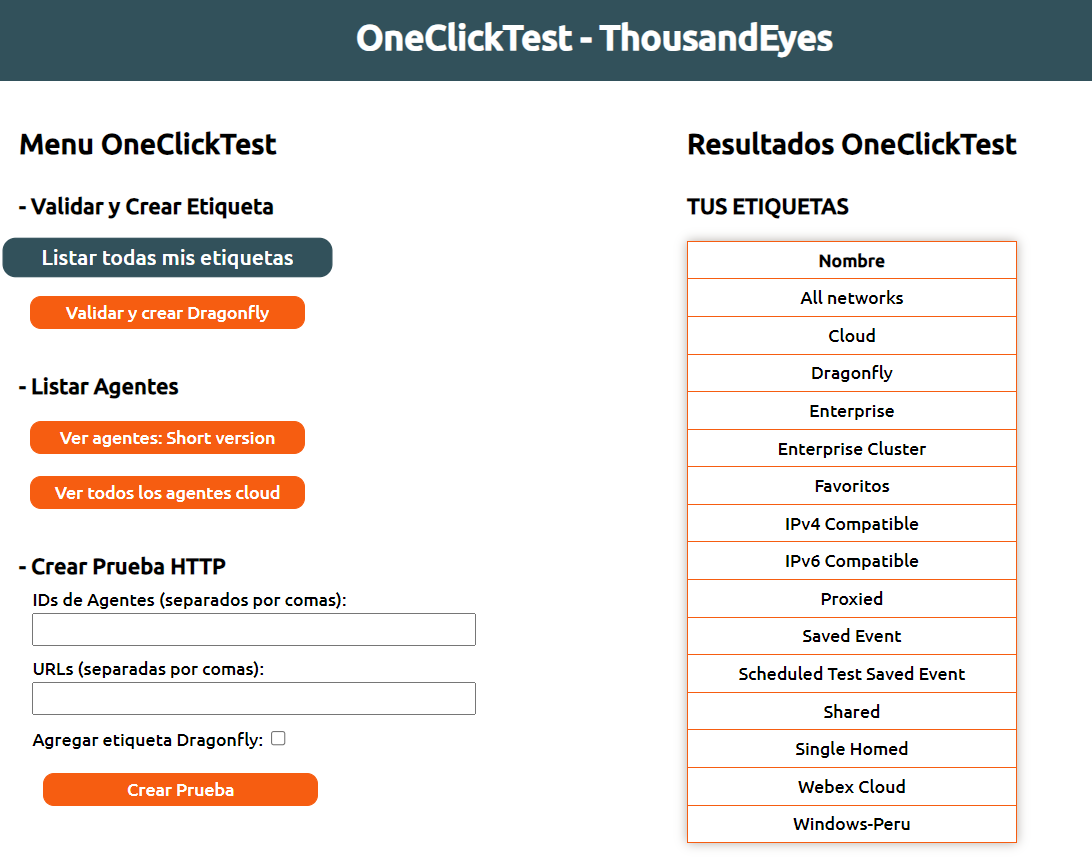 OneClickTest - ThousandEyes
Menu OneClickTest
- Validar y Crear Etiqueta
Listar todas mis etiquetas
Validar y crear Dragonfly
- Listar Agentes
Ver agentes: Short version
Ver todos los agentes cloud
- Crear Prueba HTTP
IDs de Agentes (separados por comas):
URLs (separadas por comas):
Agregar etiqueta Dragonfly:
Crear Prueba
Resultados OneClickTest
TUS ETIQUETAS
Nombre
All networks
Cloud
Dragonfly
Enterprise
Enterprise Cluster
Favoritos
IPv4 Compatible
IPv6 Compatible
Proxied
Saved Event
Scheduled Test Saved Event
Shared
Single Homed
Webex Cloud
Windows-Peru